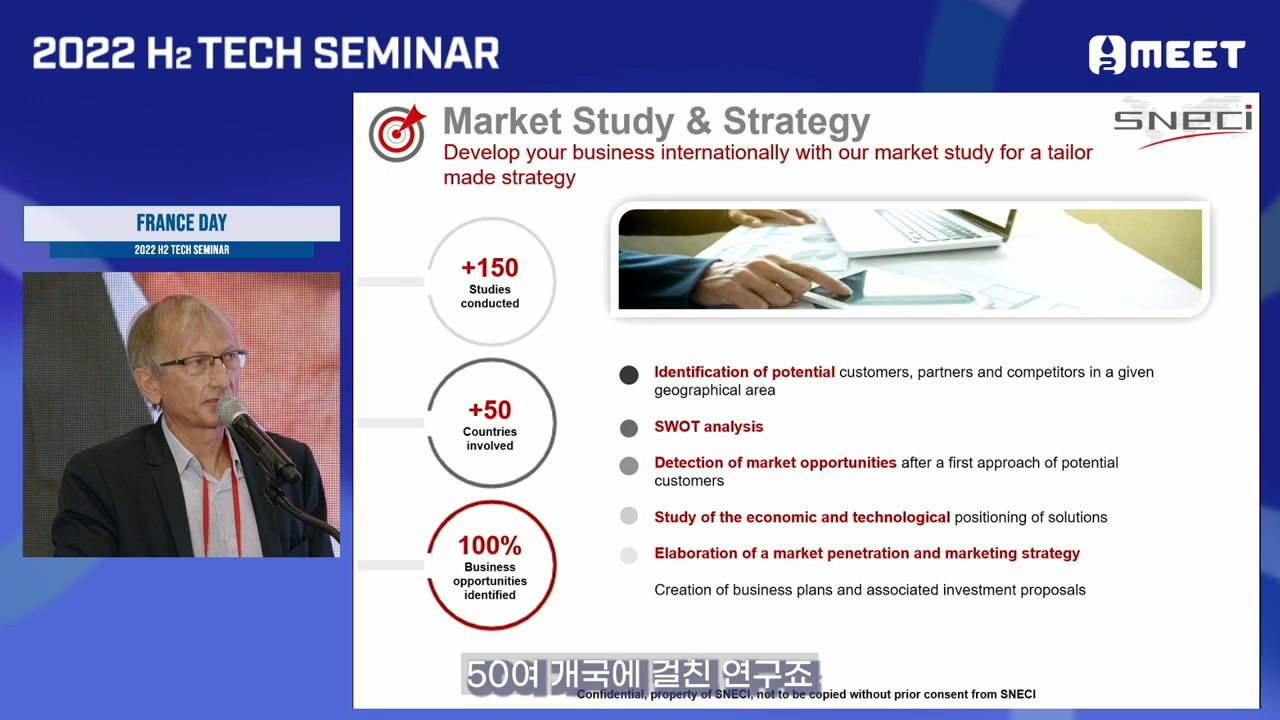 2022 H2 TECH SEMINAR
H2 MEET
FRANCE DAY
2022 H2 TECH SEMINAR
Market Study & Strategy
Develop your business internationally with our market study for a tailor
made strategy
sneci
+150
Studies
conducted
+50
Countries
involved
100%
Business
opportunities
identified
Identification of potential customers, partners and competitors in a given
geographical area
SWOT analysis
Detection of market opportunities after a first approach of potential
customers
Study of the economic and technological positioning of solutions
Elaboration of a market penetration and marketing strategy
Creation of business plans and associated investment proposals
50여 개국에 걸친 연구죠
Confidential, property of SNECI, not to be copied without prior consent from SNECI